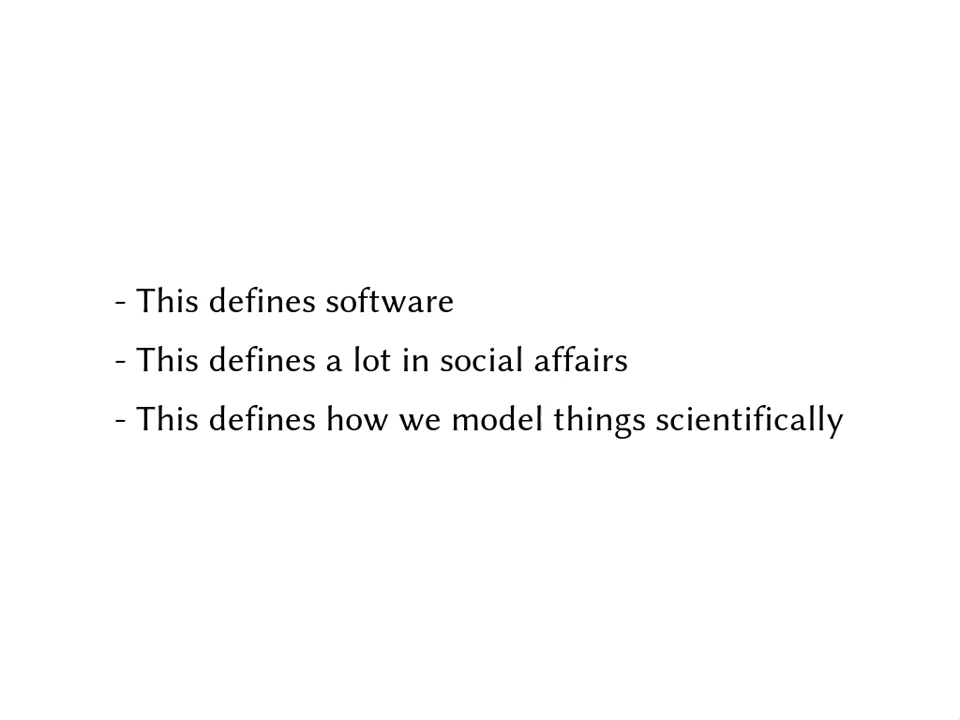 - This defines software
- This defines a lot in social affairs
- This defines how we model things scientifically